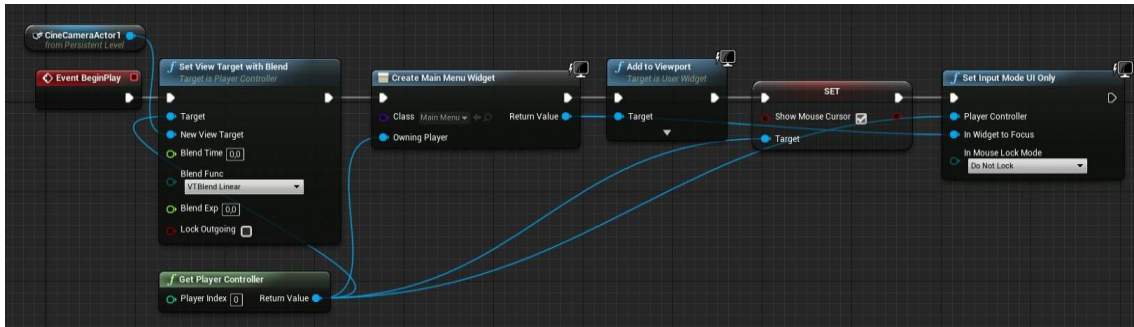 CineCameraActor1
from Persistent Level
Event BeginPlay
Set View Target with Blend
Target is Player Controller
Target
New View Target
Blend Time 0,0
Blend Func
VTBlend Linear
Blend Exp 0,0
Lock Outgoing
Get Player Controller
Player Index 0 Return Value
Create Main Menu Widget
Class Main Menu Return Value
Owning Player
Add to Viewport
Target is User Widget
Target
SET
Show Mouse Cursor
Target
Set Input Mode UI Only
Player Controller
In Widget to Focus
In Mouse Lock Mode
Do Not Lock